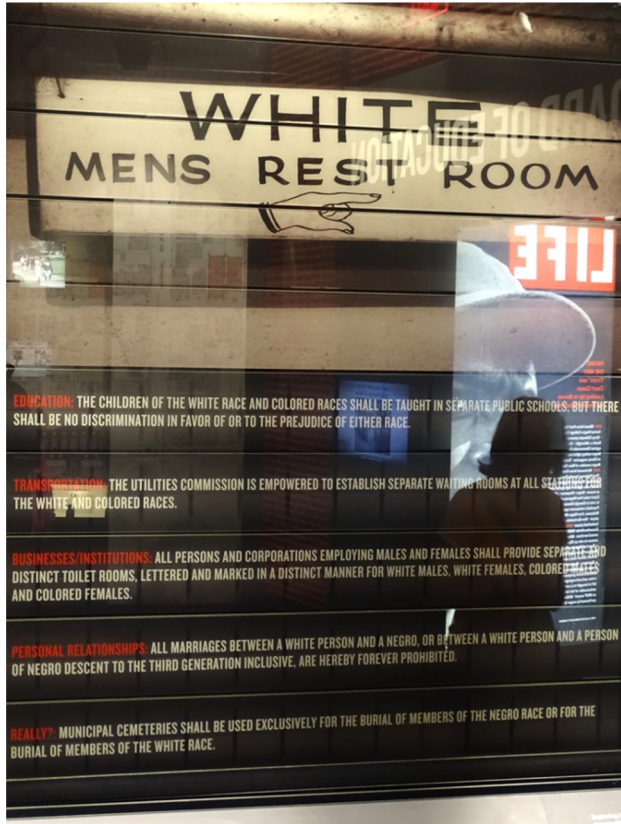 WHITE
MENS REST ROOM
BOARD OF EDUCATION
LIFE
EDUCATION: THE CHILDREN OF THE WHITE RACE AND COLORED RACES SHALL BE TAUGHT IN SEPARATE PUBLIC SCHOOLS, BUT THERE
SHALL BE NO DISCRIMINATION IN FAVOR OF OR TO THE PREJUDICE OF EITHER RACE.
TRANSPORTATION: THE UTILITIES COMMISSION IS EMPOWERED TO ESTABLISH SEPARATE WAITING ROOMS AT ALL STATIONS FOR
THE WHITE AND COLORED RACES.
BUSINESSES/INSTITUTIONS: ALL PERSONS AND CORPORATIONS EMPLOYING MALES AND FEMALES SHALL PROVIDE SEPARATE AND
DISTINCT TOILET ROOMS, LETTERED AND MARKED IN A DISTINCT MANNER FOR WHITE MALES, WHITE FEMALES, COLORED MALES
AND COLORED FEMALES.
PERSONAL RELATIONSHIPS: ALL MARRIAGES BETWEEN A WHITE PERSON AND A NEGRO, OR BETWEEN A WHITE PERSON AND A PERSON
OF NEGRO DESCENT TO THE THIRD GENERATION INCLUSIVE, ARE HEREBY FOREVER PROHIBITED.
REALLY?: MUNICIPAL CEMETERIES SHALL BE USED EXCLUSIVELY FOR THE BURIAL OF MEMBERS OF THE NEGRO RACE OR FOR THE
BURIAL OF MEMBERS OF THE WHITE RACE.